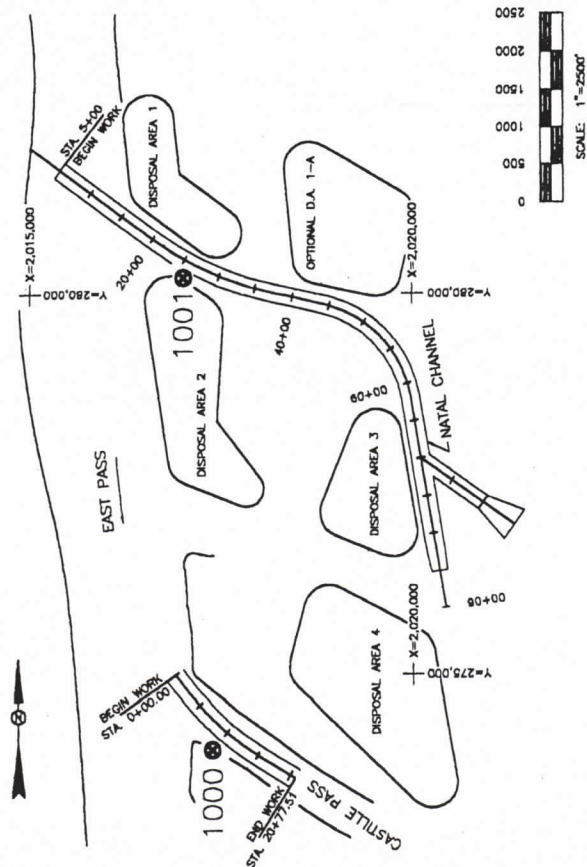 STA. 5+00
BEGIN WORK
DISPOSAL AREA 1
X=2,015,000
Y=280,000
20+00
1001
DISPOSAL AREA 2
OPTIONAL D.A. 1-A
X=2,020,000
Y=280,000
40+00
EAST PASS
60+00
DISPOSAL AREA 3
NATAL CHANNEL
90+00
DISPOSAL AREA 4
X=2,020,000
Y=275,000
BEGIN WORK
STA. 0+00.00
1000
END WORK
STA. 20+77.51
CASTILLE PASS
0 500 1000 1500 2000 2500
SCALE: 1"=2500'